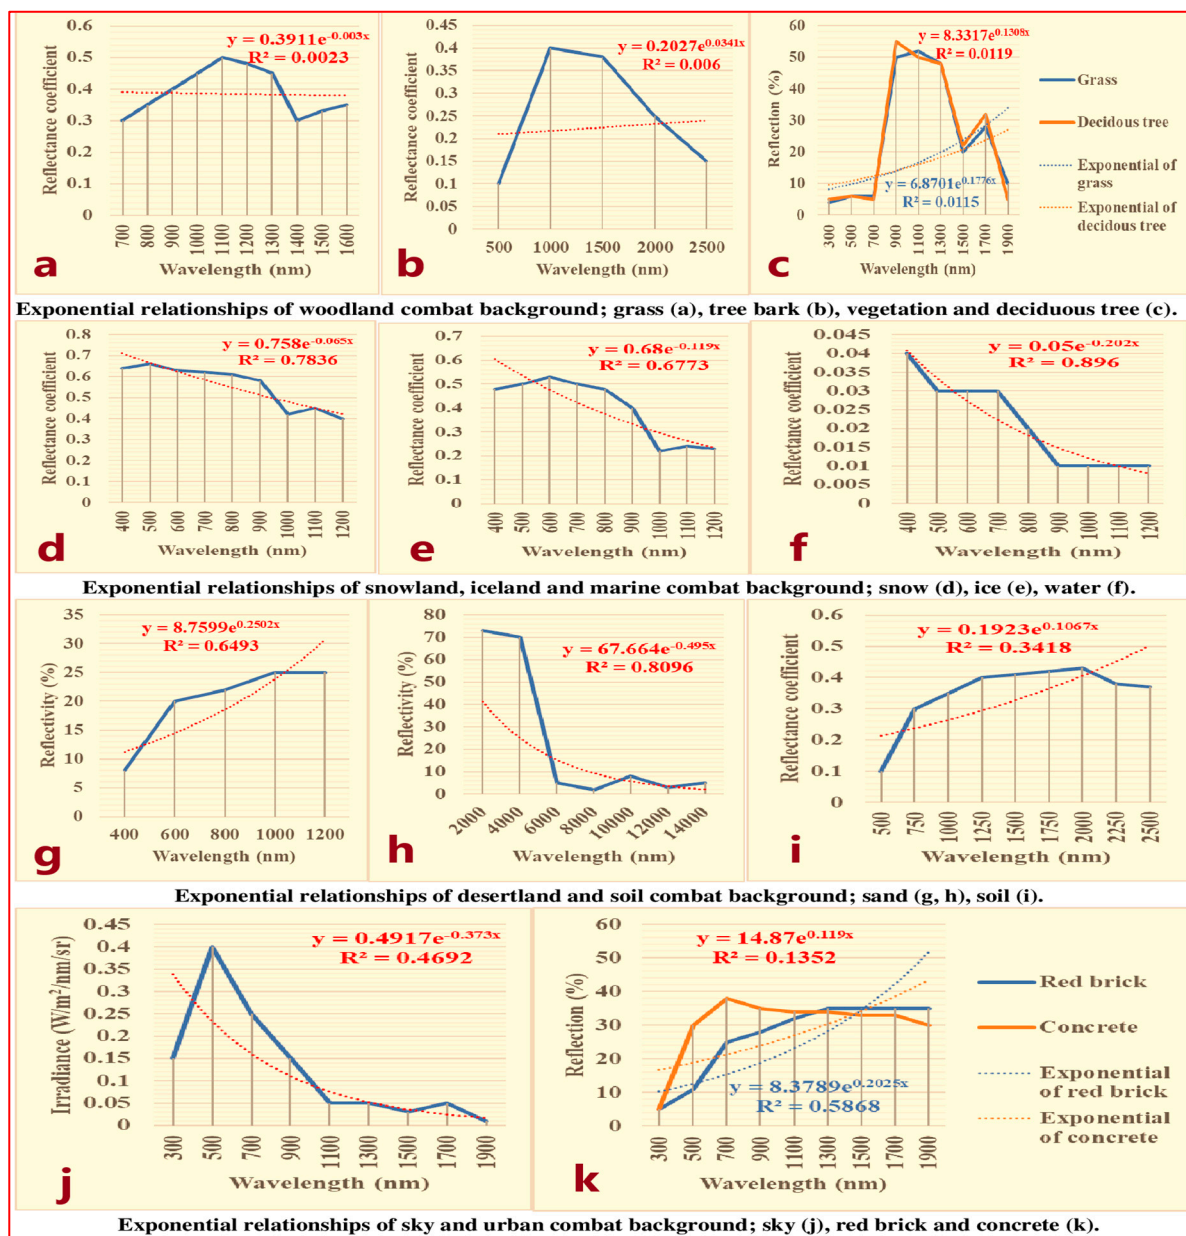 0.6
0.5
0.4
0.3
0.2
0.1
0
Reflectance coefficient
y = 0.3911e^-0.003x
R² = 0.0023
700 800 900 1000 1100 1200 1300 1400 1500 1600
Wavelength (nm)
a
0.45
0.4
0.35
0.3
0.25
0.2
0.15
0.1
0.05
0
Reflectance coefficient
y = 0.2027e^0.0341x
R² = 0.006
500 1000 1500 2000 2500
Wavelength (nm)
b
60
50
40
30
20
10
0
Reflection (%)
y = 8.3317e^0.1308x
R² = 0.0119
y = 6.8701e^0.1776x
R² = 0.0115
300 500 700 900 1100 1300 1500 1700 1900
Wavelength (nm)
c
Grass
Decidous tree
Exponential of
grass
Exponential of
decidous tree
Exponential relationships of woodland combat background; grass (a), tree bark (b), vegetation and deciduous tree (c).
0.8
0.7
0.6
0.5
0.4
0.3
0.2
0.1
0
Reflectance coefficient
y = 0.758e^-0.065x
R² = 0.7836
400 500 600 700 800 900 1000 1100 1200
Wavelength (nm)
d
0.7
0.6
0.5
0.4
0.3
0.2
0.1
0
Reflectance coefficient
y = 0.68e^-0.119x
R² = 0.6773
400 500 600 700 800 900 1000 1100 1200
Wavelength (nm)
e
0.045
0.04
0.035
0.03
0.025
0.02
0.015
0.01
0.005
0
Reflectance coefficient
y = 0.05e^-0.202x
R² = 0.896
400 500 600 700 800 900 1000 1100 1200
Wavelength (nm)
f
Exponential relationships of snowland, iceland and marine combat background; snow (d), ice (e), water (f).
35
30
25
20
15
10
5
0
Reflectivity (%)
y = 8.7599e^0.2502x
R² = 0.6493
400 600 800 1000 1200
Wavelength (nm)
g
80
70
60
50
40
30
20
10
0
Reflectivity (%)
y = 67.664e^-0.495x
R² = 0.8096
2000 4000 6000 8000 10000 12000 14000
Wavelength (nm)
h
0.6
0.5
0.4
0.3
0.2
0.1
0
Reflectance coefficient
y = 0.1923e^0.1067x
R² = 0.3418
500 750 1000 1250 1500 1750 2000 2250 2500
Wavelength (nm)
i
Exponential relationships of desertland and soil combat background; sand (g, h), soil (i).
0.45
0.4
0.35
0.3
0.25
0.2
0.15
0.1
0.05
0
Irradiance (W/m²/nm/sr)
y = 0.4917e^-0.373x
R² = 0.4692
300 500 700 900 1100 1300 1500 1700 1900
Wavelength (nm)
j
60
50
40
30
20
10
0
Reflection (%)
y = 14.87e^0.119x
R² = 0.1352
y = 8.3789e^0.2025x
R² = 0.5868
300 500 700 900 1100 1300 1500 1700 1900
Wavelength (nm)
k
Red brick
Concrete
Exponential
of red brick
Exponential
of concrete
Exponential relationships of sky and urban combat background; sky (j), red brick and concrete (k).